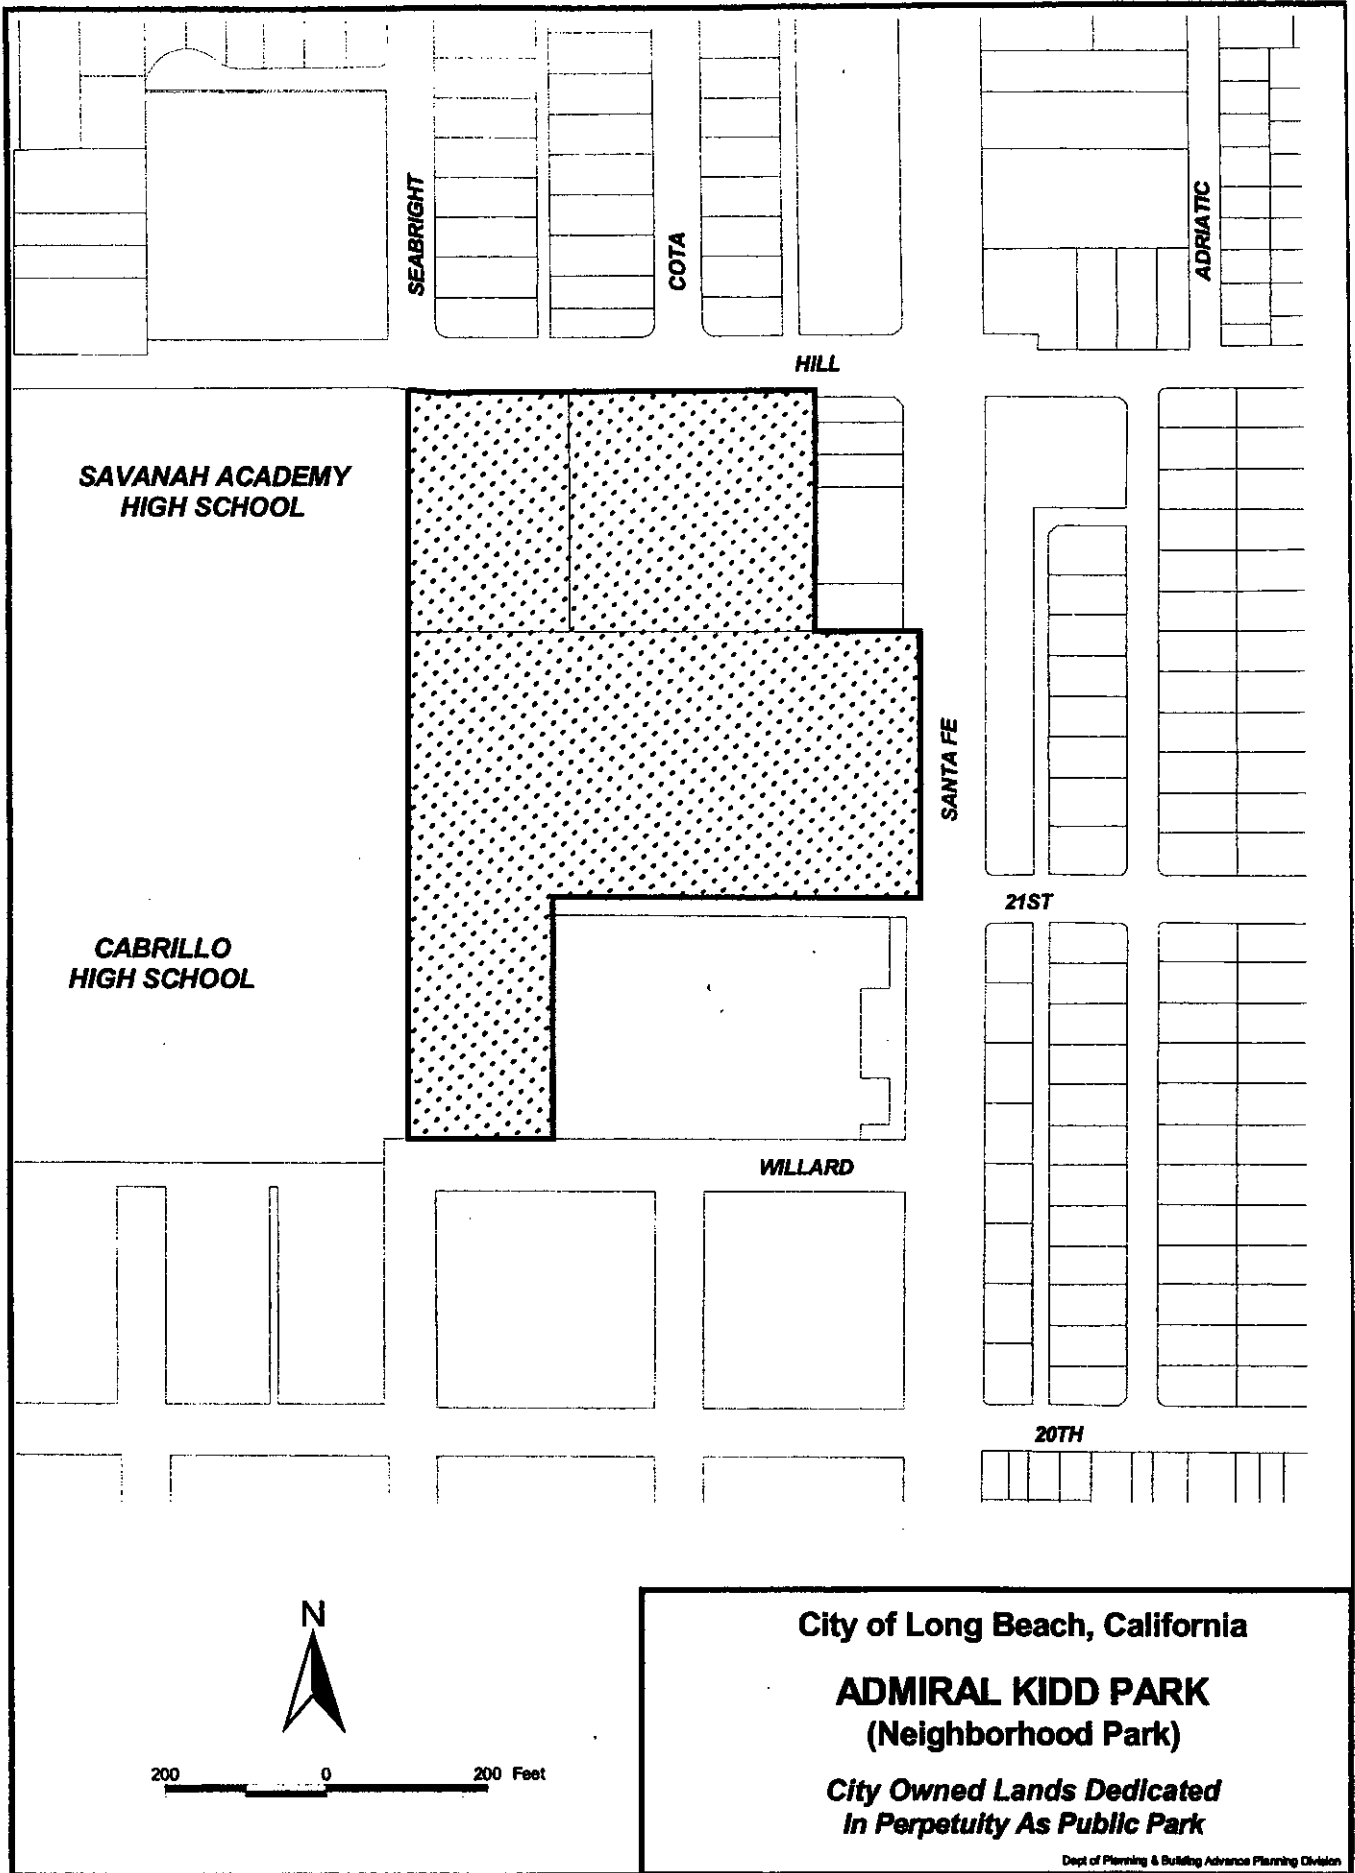 SEABRIGHT
COTA
ADRIATIC
HILL
SAVANAH ACADEMY
HIGH SCHOOL
SANTA FE
21ST
CABRILLO
HIGH SCHOOL
WILLARD
20TH
N
200 0 200 Feet
City of Long Beach, California
ADMIRAL KIDD PARK
(Neighborhood Park)
City Owned Lands Dedicated
In Perpetuity As Public Park
Dept of Planning & Building Advance Planning Division